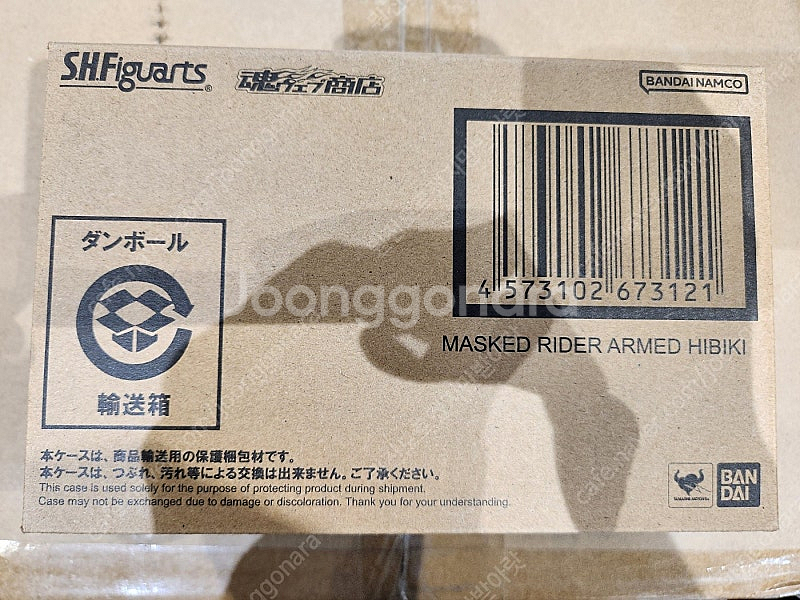 S.H.Figuarts®
魂ウェブ商店
BANDAI NAMCO
4 573102 673121
MASKED RIDER ARMED HIBIKI
ダンボール
輸送箱
Joonggonara
本ケースは、商品輸送用の保護梱包材です。
本ケースは、つぶれ、汚れ等による交換は出来ません。ご了承ください。
This case is used solely for the purpose of protecting product during shipment.
Case may not be exchanged due to damage or discoloration. Thank you for your understanding.
TAMASHII NATIONS
BAN
DAI